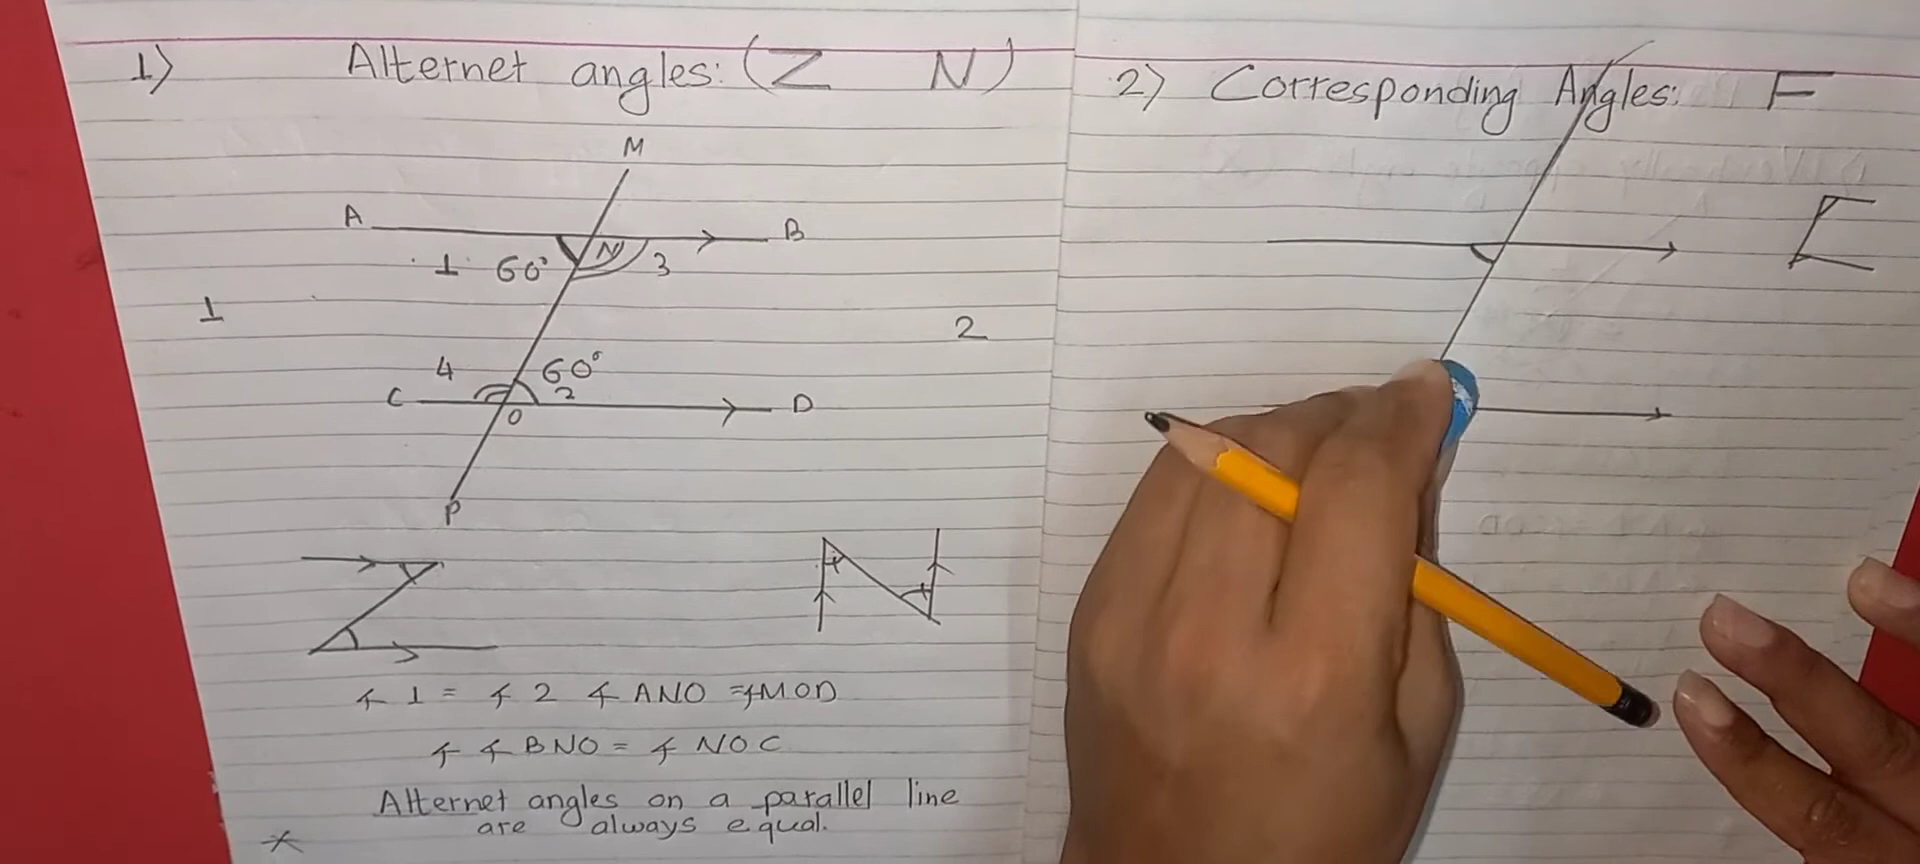 1) Alternet angles: (Z N)
M
A B
1 60° N 3
1
4 60°
C 2 D
O
P
∡ 1 = ∡ 2 ∡ ANO = ∡MOD
∡ ∡ BNO = ∡ NOC
Alternet angles on a parallel line
are always equal.
2) Corresponding Angles: F
2